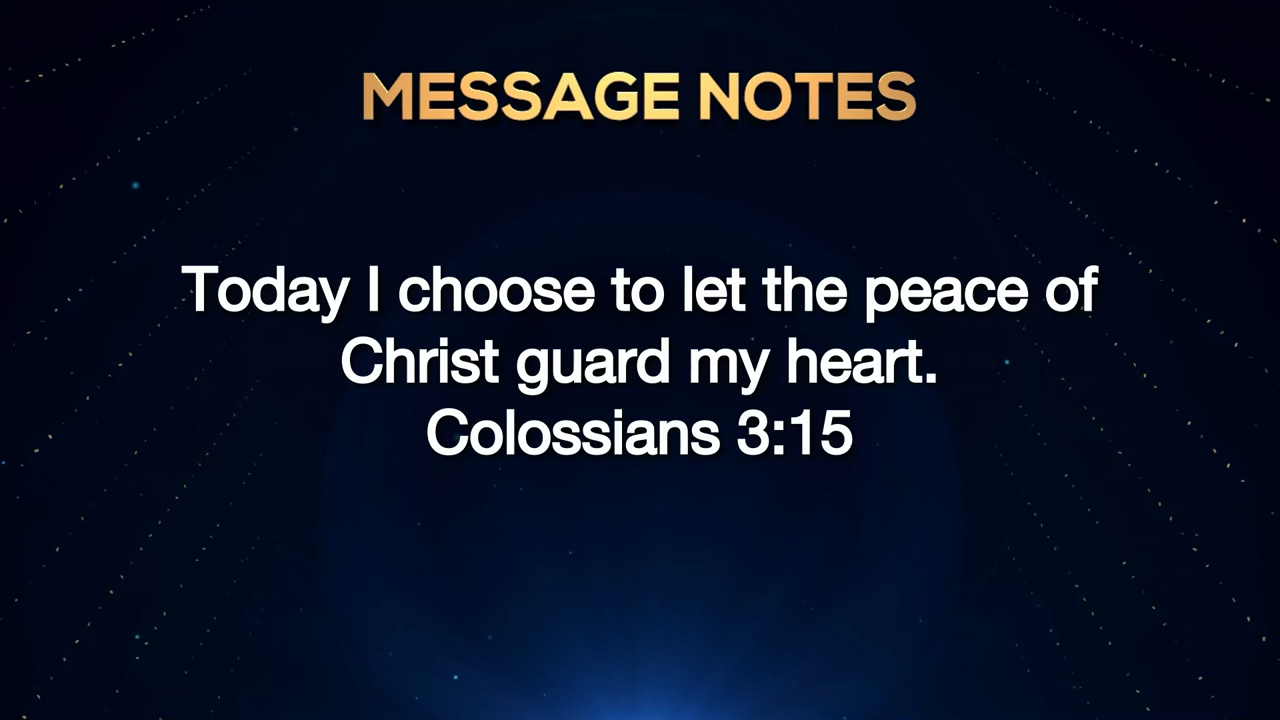 MESSAGE NOTES
Today I choose to let the peace of
Christ guard my heart.
Colossians 3:15